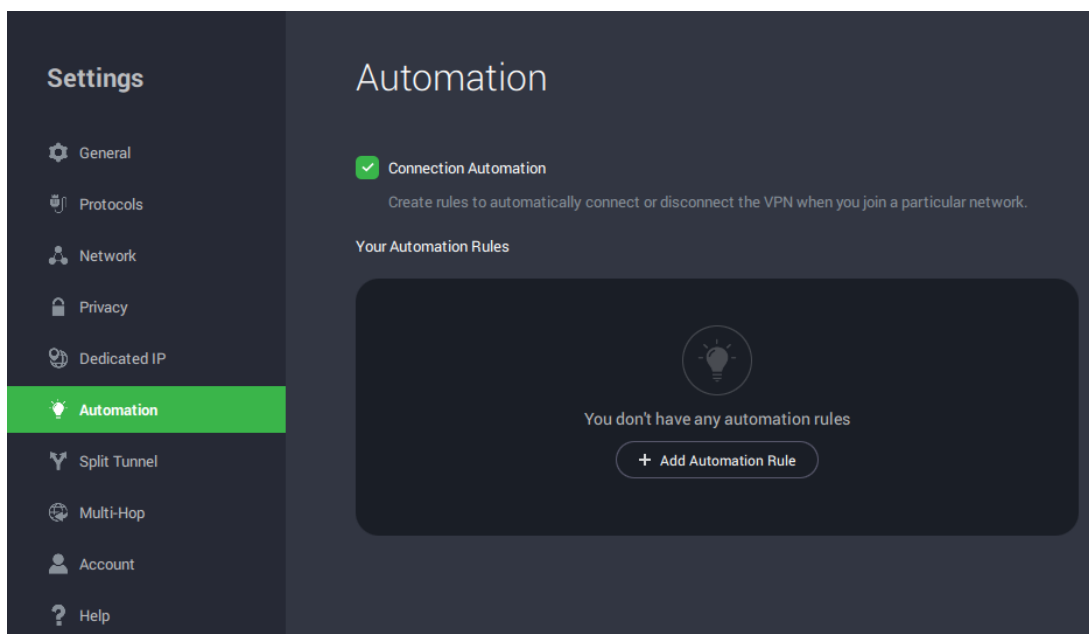 Settings
General
Protocols
Network
Privacy
Dedicated IP
Automation
Split Tunnel
Multi-Hop
Account
Help
Automation
Connection Automation
Create rules to automatically connect or disconnect the VPN when you join a particular network.
Your Automation Rules
You don't have any automation rules
+ Add Automation Rule